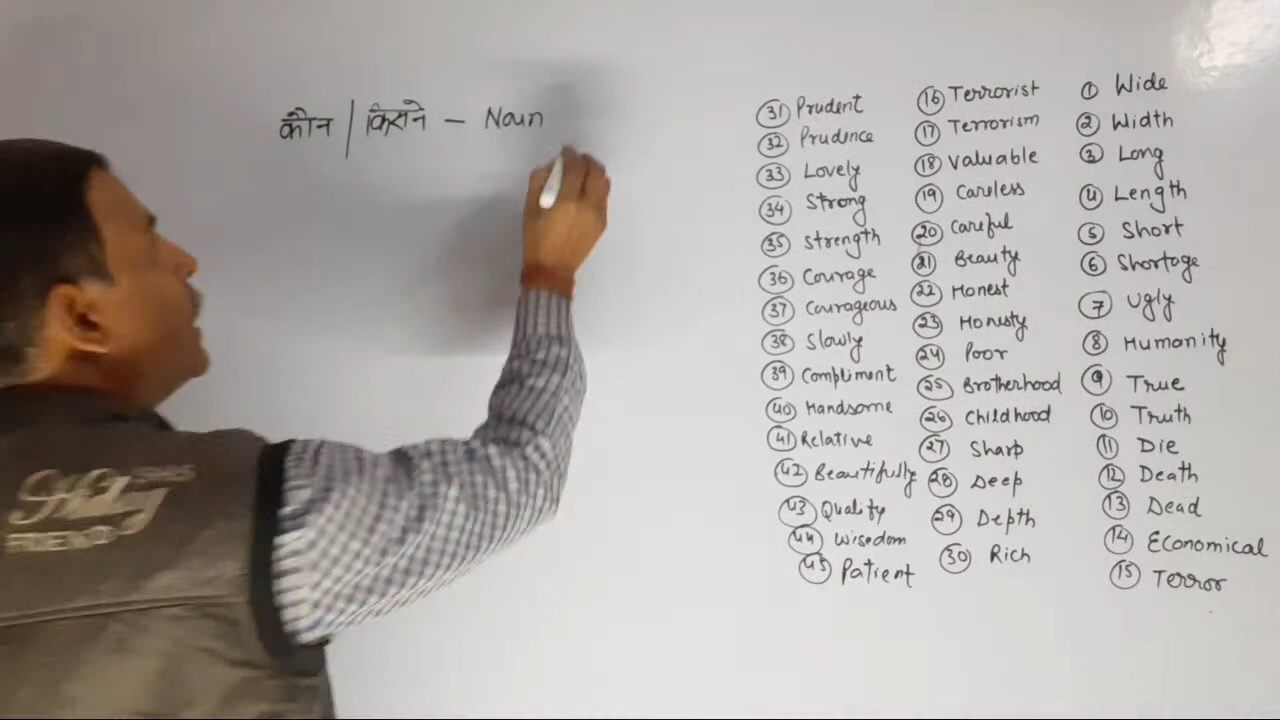 कौन | किसने – Noun
① Wide
② Width
③ Long
④ Length
⑤ Short
⑥ Shortage
⑦ Ugly
⑧ Humanity
⑨ True
⑩ Truth
⑪ Die
⑫ Death
⑬ Dead
⑭ Economical
⑮ Terror
⑯ Terrorist
⑰ Terrorism
⑱ Valuable
⑲ Careless
⑳ Careful
㉑ Beauty
㉒ Honest
㉓ Honesty
㉔ Poor
㉕ Brotherhood
㉖ Childhood
㉗ Sharp
㉘ Deep
㉙ Depth
㉚ Rich
㉛ Prudent
㉜ Prudence
㉝ Lovely
㉞ Strong
㉟ Strength
㊱ Courage
㊲ Courageous
㊳ Slowly
㊴ Compliment
㊵ Handsome
㊶ Relative
㊷ Beautifully
㊸ Quality
㊹ Wisedom
㊺ Patient
FRIEND